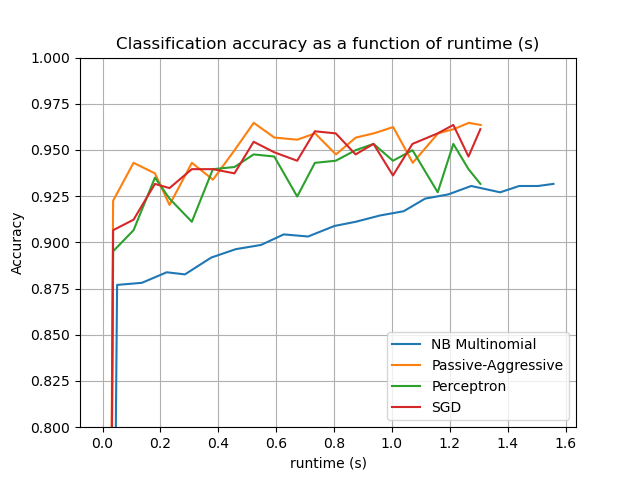 Classification accuracy as a function of runtime (s)
1.000
0.975
0.950
0.925
0.900
0.875
0.850
0.825
0.800
Accuracy
NB Multinomial
Passive-Aggressive
Perceptron
SGD
0.0 0.2 0.4 0.6 0.8 1.0 1.2 1.4 1.6
runtime (s)